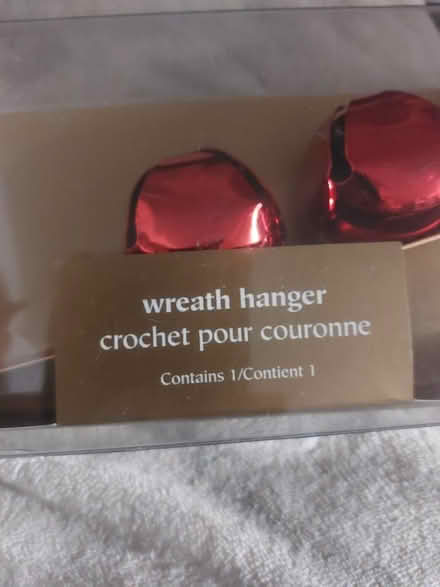 wreath hanger
crochet pour couronne
Contains 1/Contient 1